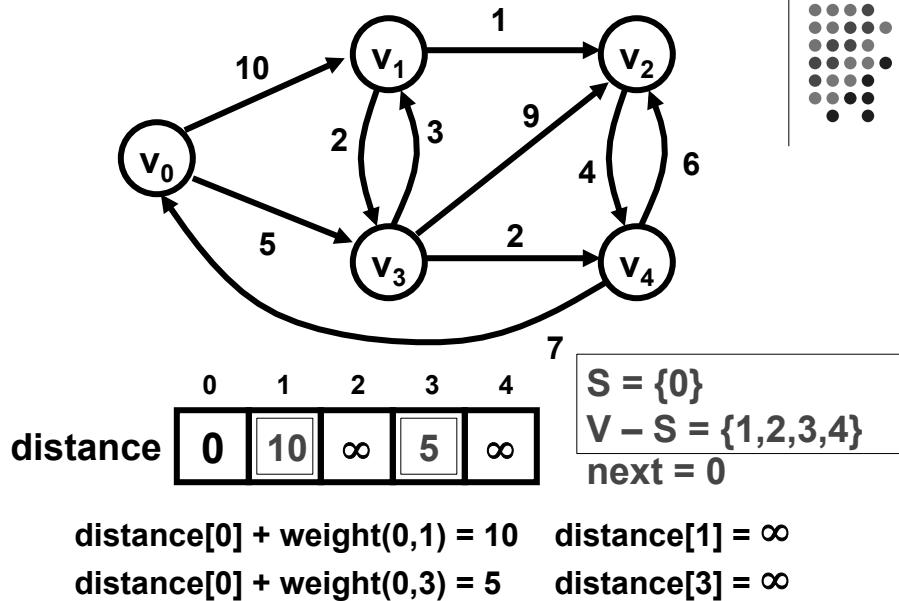 1
10
v1
v2
2
3
9
4
6
v0
5
2
v3
v4
7
0 1 2 3 4
distance 0 10 ∞ 5 ∞
S = {0}
V – S = {1,2,3,4}
next = 0
distance[0] + weight(0,1) = 10 distance[1] = ∞
distance[0] + weight(0,3) = 5 distance[3] = ∞